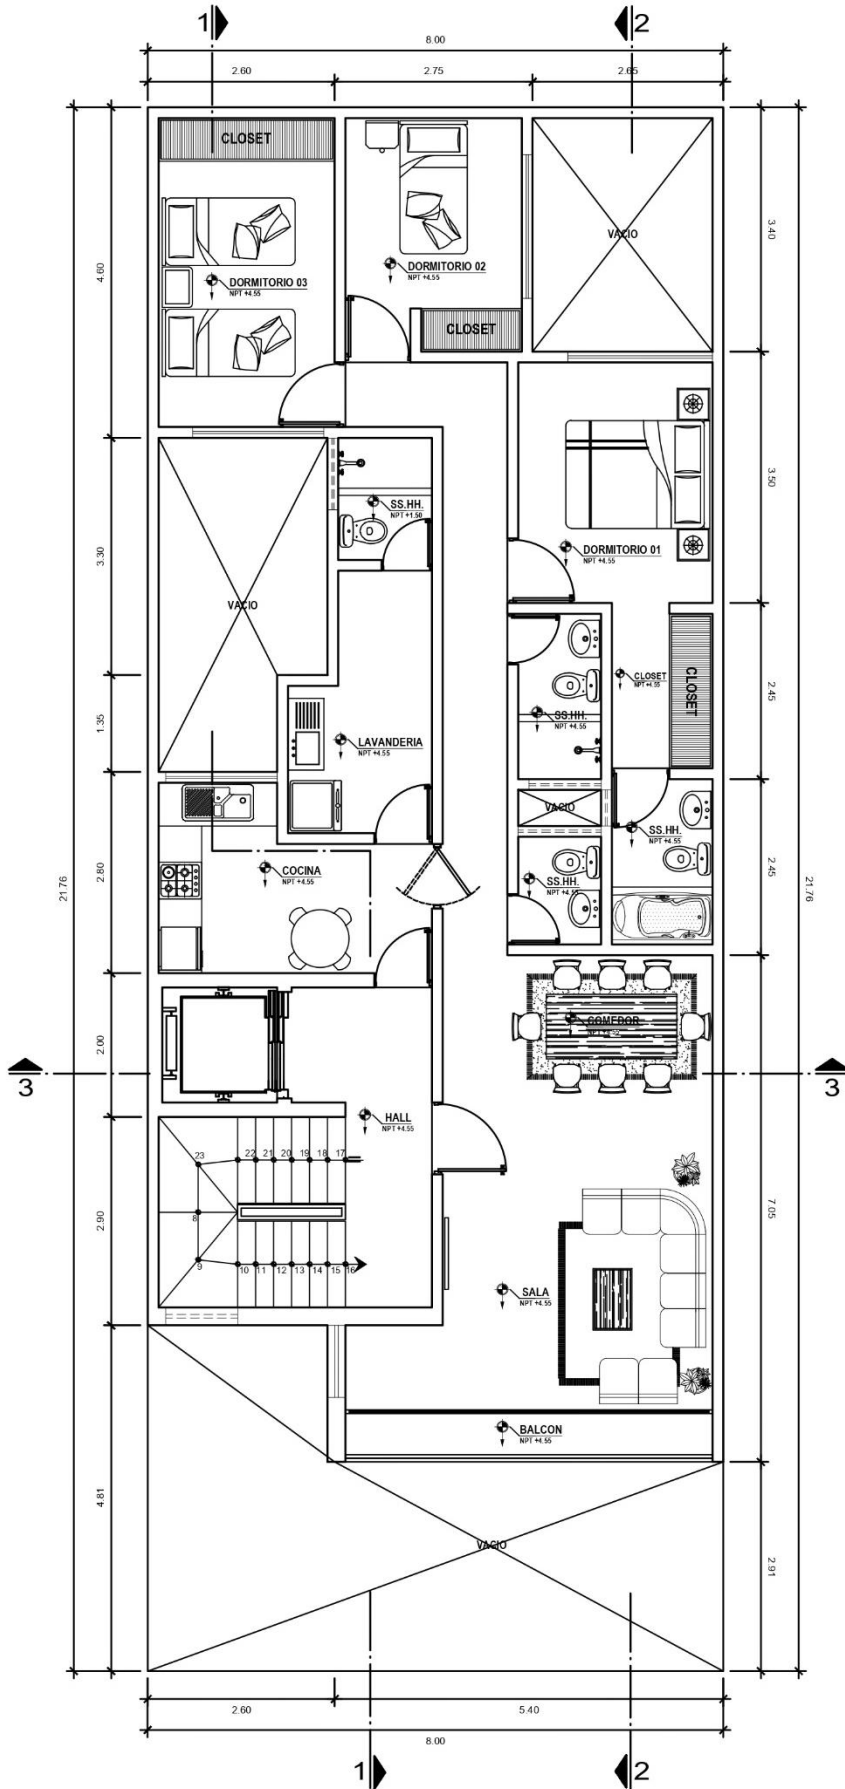 1
2
8.00
2.60
2.75
2.65
CLOSET
3.40
VACIO
4.60
DORMITORIO 02
NPT +4.55
DORMITORIO 03
NPT +4.55
CLOSET
SS.HH.
NPT +1.50
3.50
DORMITORIO 01
NPT +4.55
3.30
VACIO
CLOSET
NPT +4.55
CLOSET
2.45
SS.HH.
1.35
LAVANDERIA
NPT +4.55
VACIO
SS.HH.
NPT +4.55
COCINA
NPT +4.55
2.80
SS.HH.
2.45
21.76
21.76
COMEDOR
2.00
3
3
HALL
NPT +4.55
23
22
21
20
19
18
17
8
2.90
7.05
9
10
11
12
13
14
15
16
SALA
NPT +4.55
BALCON
NPT +4.55
4.81
VACIO
2.91
2.60
5.40
8.00
1
2